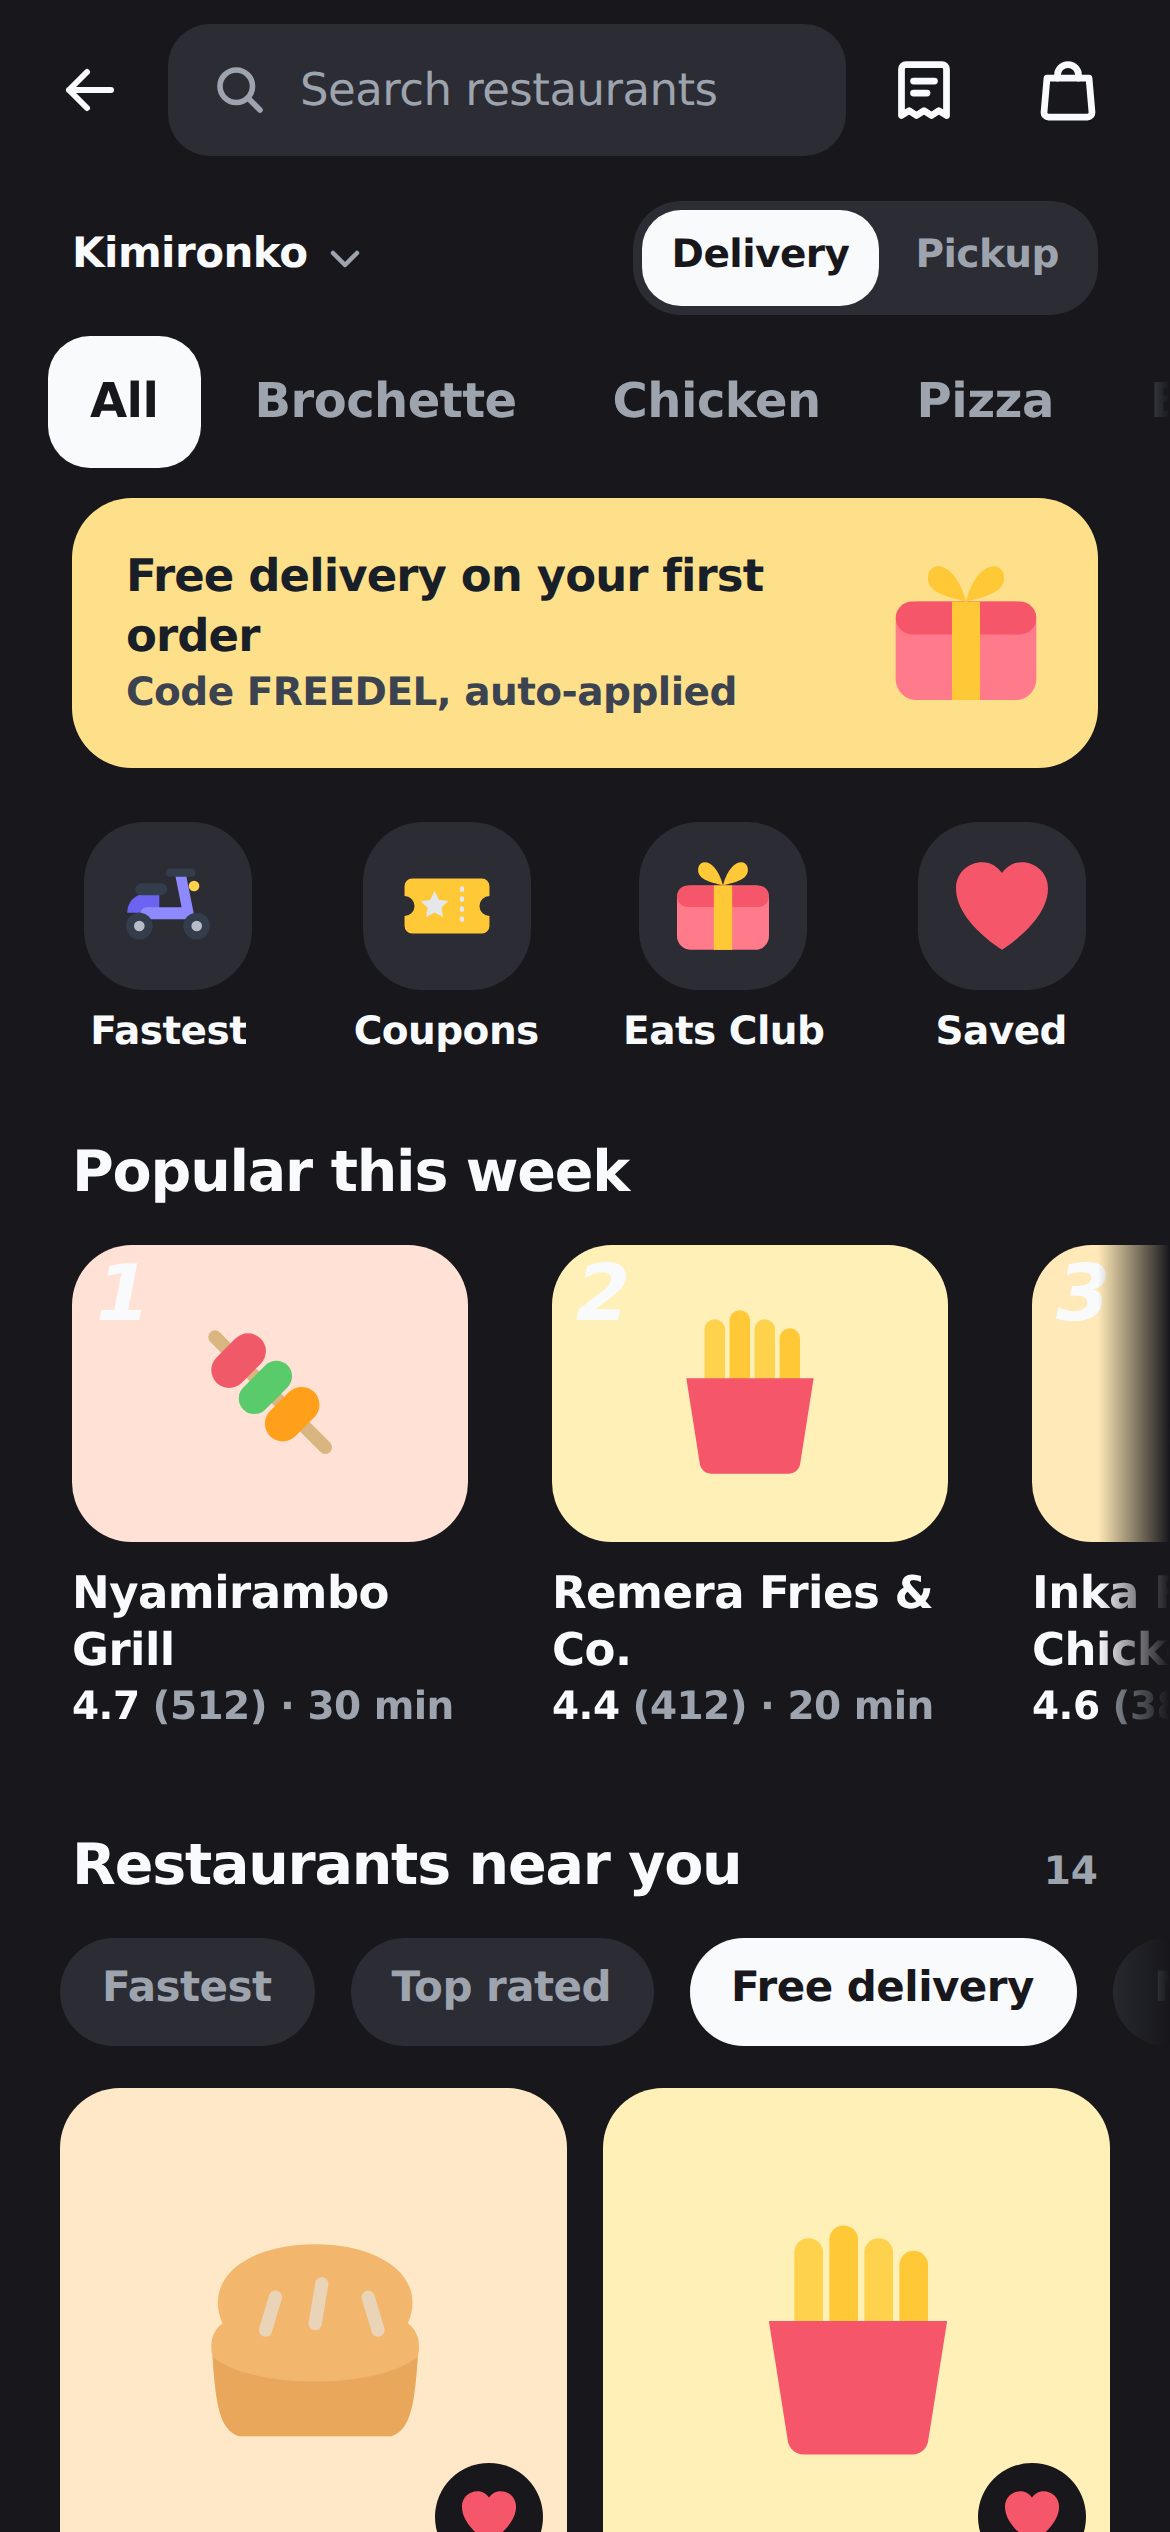 Search restaurants
Kimironko
Delivery
Pickup
All
Brochette
Chicken
Pizza
Free delivery on your first
order
Code FREEDEL, auto-applied
Fastest
Coupons
Eats Club
Saved
Popular this week
1
2
3
Nyamirambo
Grill
4.7 (512) · 30 min
Remera Fries &
Co.
4.4 (412) · 20 min
Inka
4.6
Restaurants near you
14
Fastest
Top rated
Free delivery